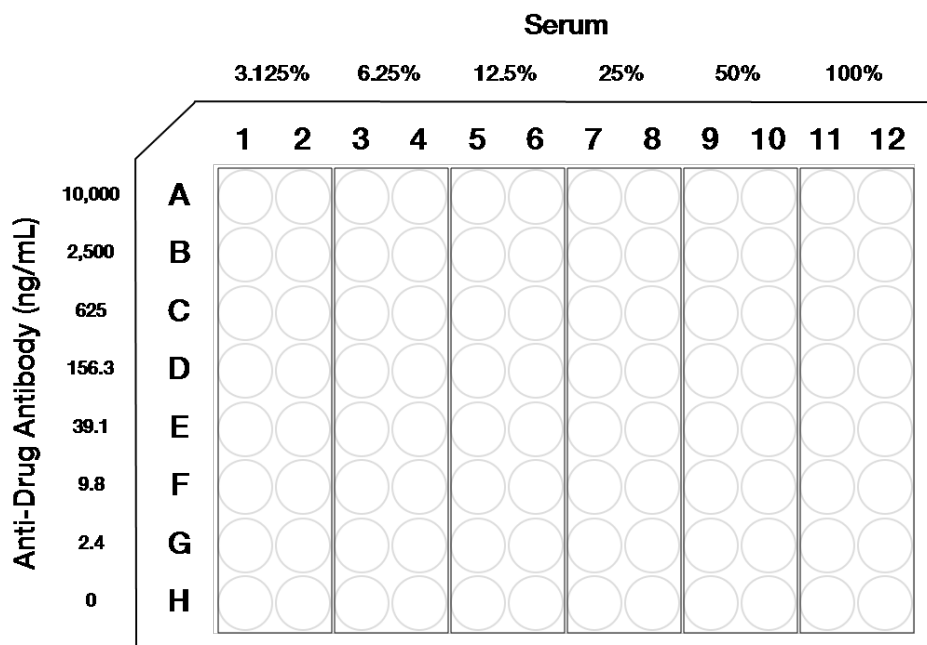 Serum
3.125% 6.25% 12.5% 25% 50% 100%
1 2 3 4 5 6 7 8 9 10 11 12
Anti-Drug Antibody (ng/mL)
10,000 A
2,500 B
625 C
156.3 D
39.1 E
9.8 F
2.4 G
0 H